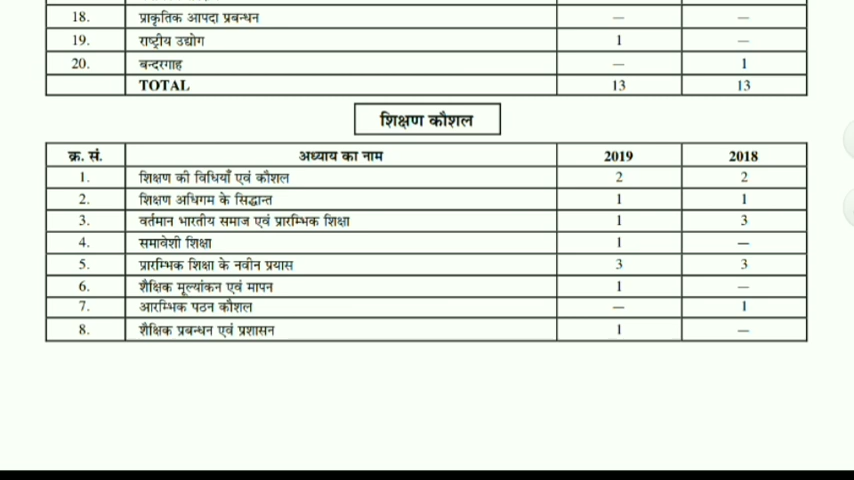 18. प्राकृतिक आपदा प्रबन्धन — —
19. राष्ट्रीय उद्योग 1 —
20. बन्दरगाह — 1
TOTAL 13 13
शिक्षण कौशल
क्र. सं. अध्याय का नाम 2019 2018
1. शिक्षण की विधियाँ एवं कौशल 2 2
2. शिक्षण अधिगम के सिद्धान्त 1 1
3. वर्तमान भारतीय समाज एवं प्रारम्भिक शिक्षा 1 3
4. समावेशी शिक्षा 1 —
5. प्रारम्भिक शिक्षा के नवीन प्रयास 3 3
6. शैक्षिक मूल्यांकन एवं मापन 1 —
7. आरम्भिक पठन कौशल — 1
8. शैक्षिक प्रबन्धन एवं प्रशासन 1 —